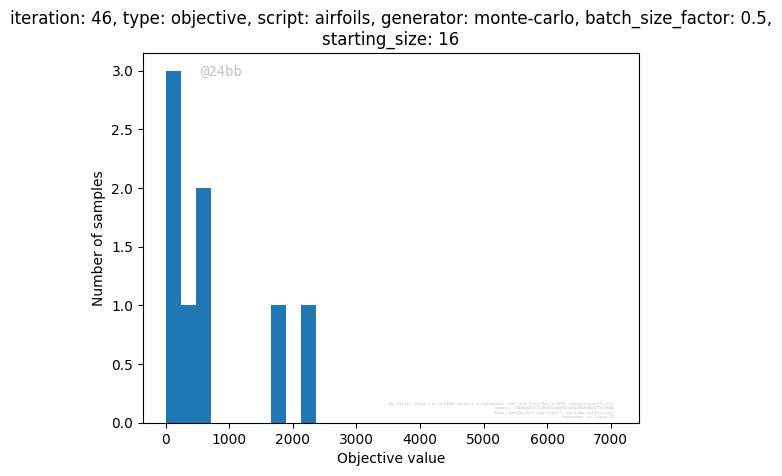 iteration: 46, type: objective, script: airfoils, generator: monte-carlo, batch_size_factor: 0.5,
starting_size: 16
@24bb
3.0
2.5
2.0
1.5
1.0
0.5
0.0
Number of samples
0 1000 2000 3000 4000 5000 6000 7000
Objective value